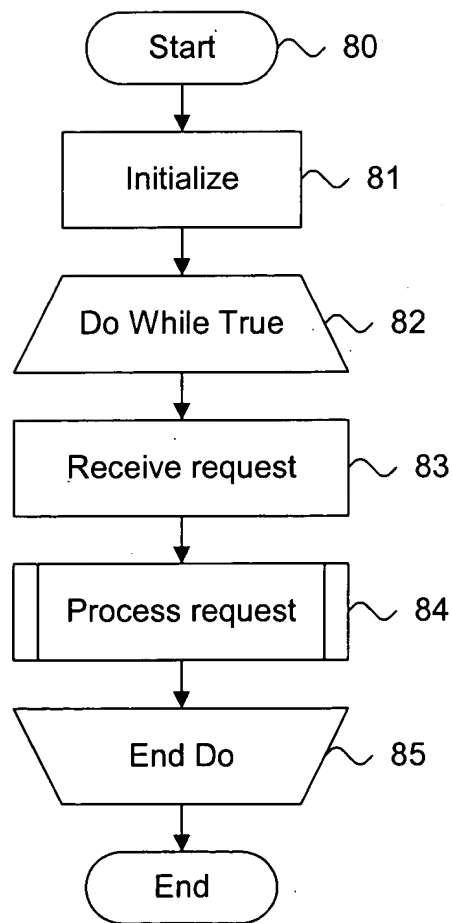 Start 80
Initialize 81
Do While True 82
Receive request 83
Process request 84
End Do 85
End